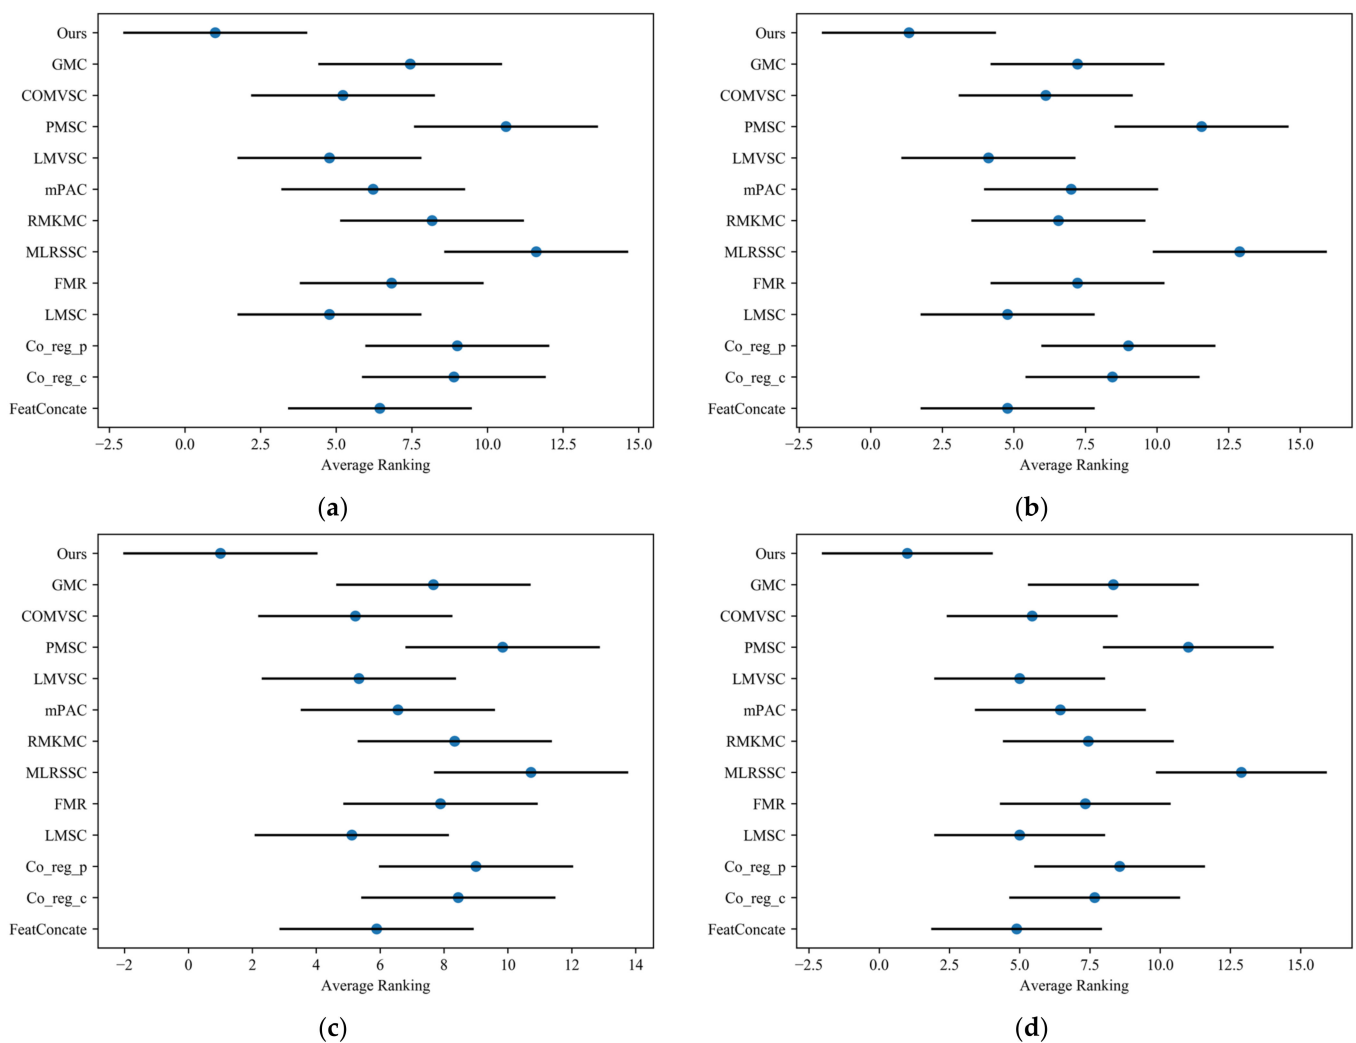 Ours
GMC
COMVSC
PMSC
LMVSC
mPAC
RMKMC
MLRSSC
FMR
LMSC
Co_reg_p
Co_reg_c
FeatConcate
−2.5 0.0 2.5 5.0 7.5 10.0 12.5 15.0
Average Ranking
(a)
Ours
GMC
COMVSC
PMSC
LMVSC
mPAC
RMKMC
MLRSSC
FMR
LMSC
Co_reg_p
Co_reg_c
FeatConcate
−2.5 0.0 2.5 5.0 7.5 10.0 12.5 15.0
Average Ranking
(b)
Ours
GMC
COMVSC
PMSC
LMVSC
mPAC
RMKMC
MLRSSC
FMR
LMSC
Co_reg_p
Co_reg_c
FeatConcate
−2 0 2 4 6 8 10 12 14
Average Ranking
(c)
Ours
GMC
COMVSC
PMSC
LMVSC
mPAC
RMKMC
MLRSSC
FMR
LMSC
Co_reg_p
Co_reg_c
FeatConcate
−2.5 0.0 2.5 5.0 7.5 10.0 12.5 15.0
Average Ranking
(d)